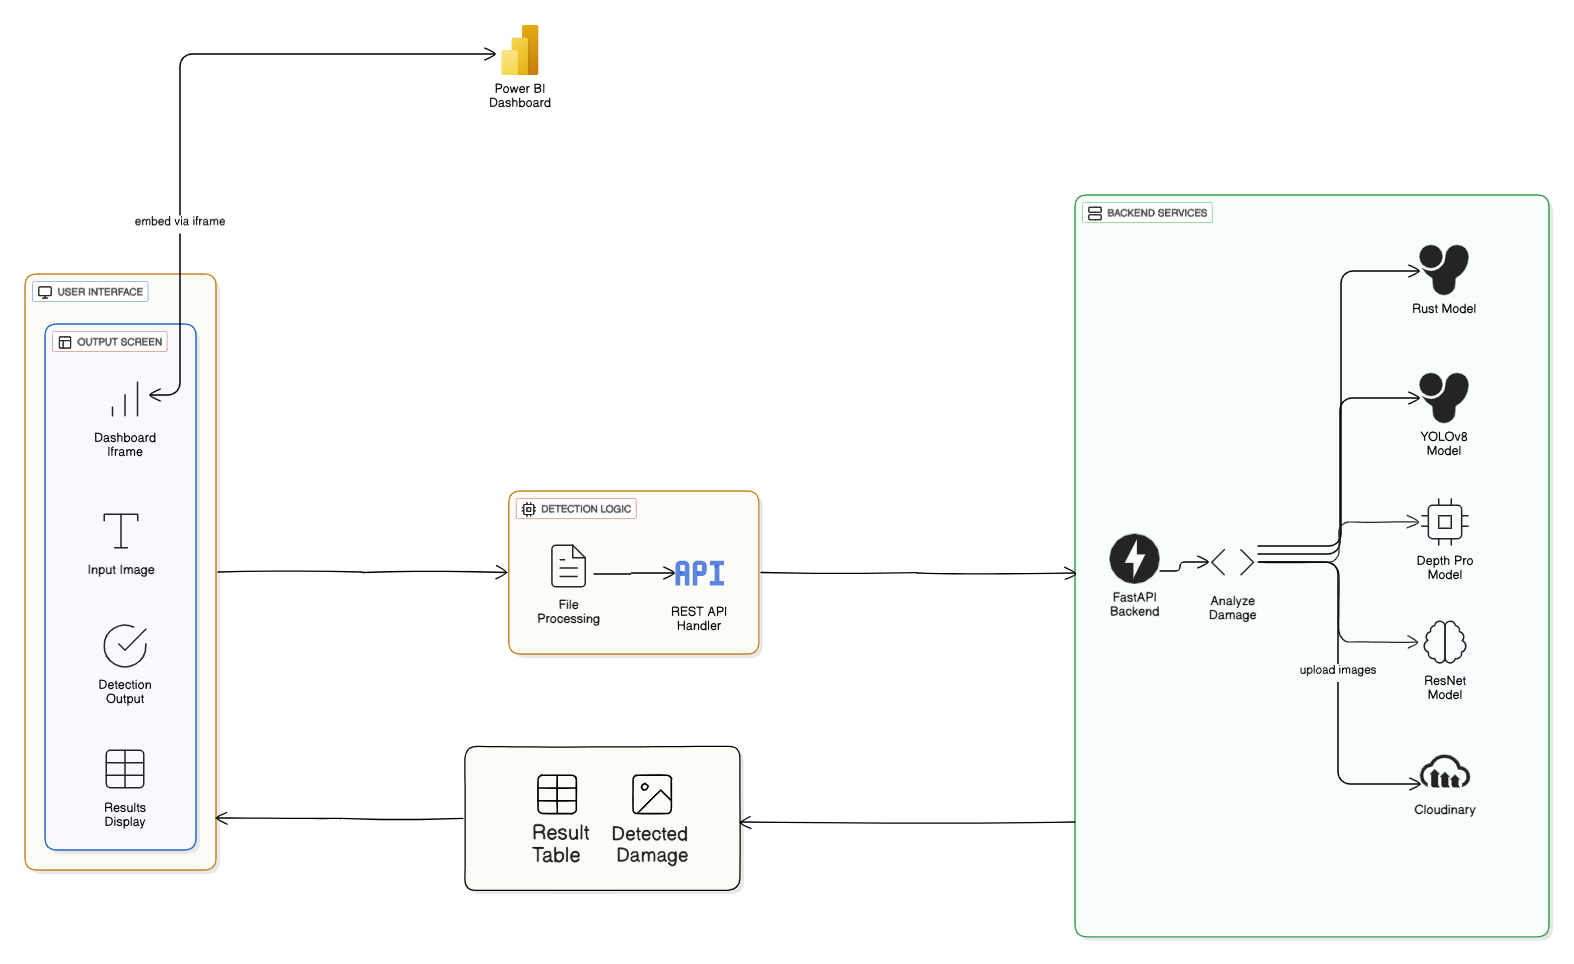 Power BI
Dashboard
embed via iframe
USER INTERFACE
OUTPUT SCREEN
Dashboard
Iframe
Input Image
Detection
Output
Results
Display
DETECTION LOGIC
File
Processing
API
REST API
Handler
Result
Table
Detected
Damage
BACKEND SERVICES
FastAPI
Backend
Analyze
Damage
upload images
Rust Model
YOLOv8
Model
Depth Pro
Model
ResNet
Model
Cloudinary